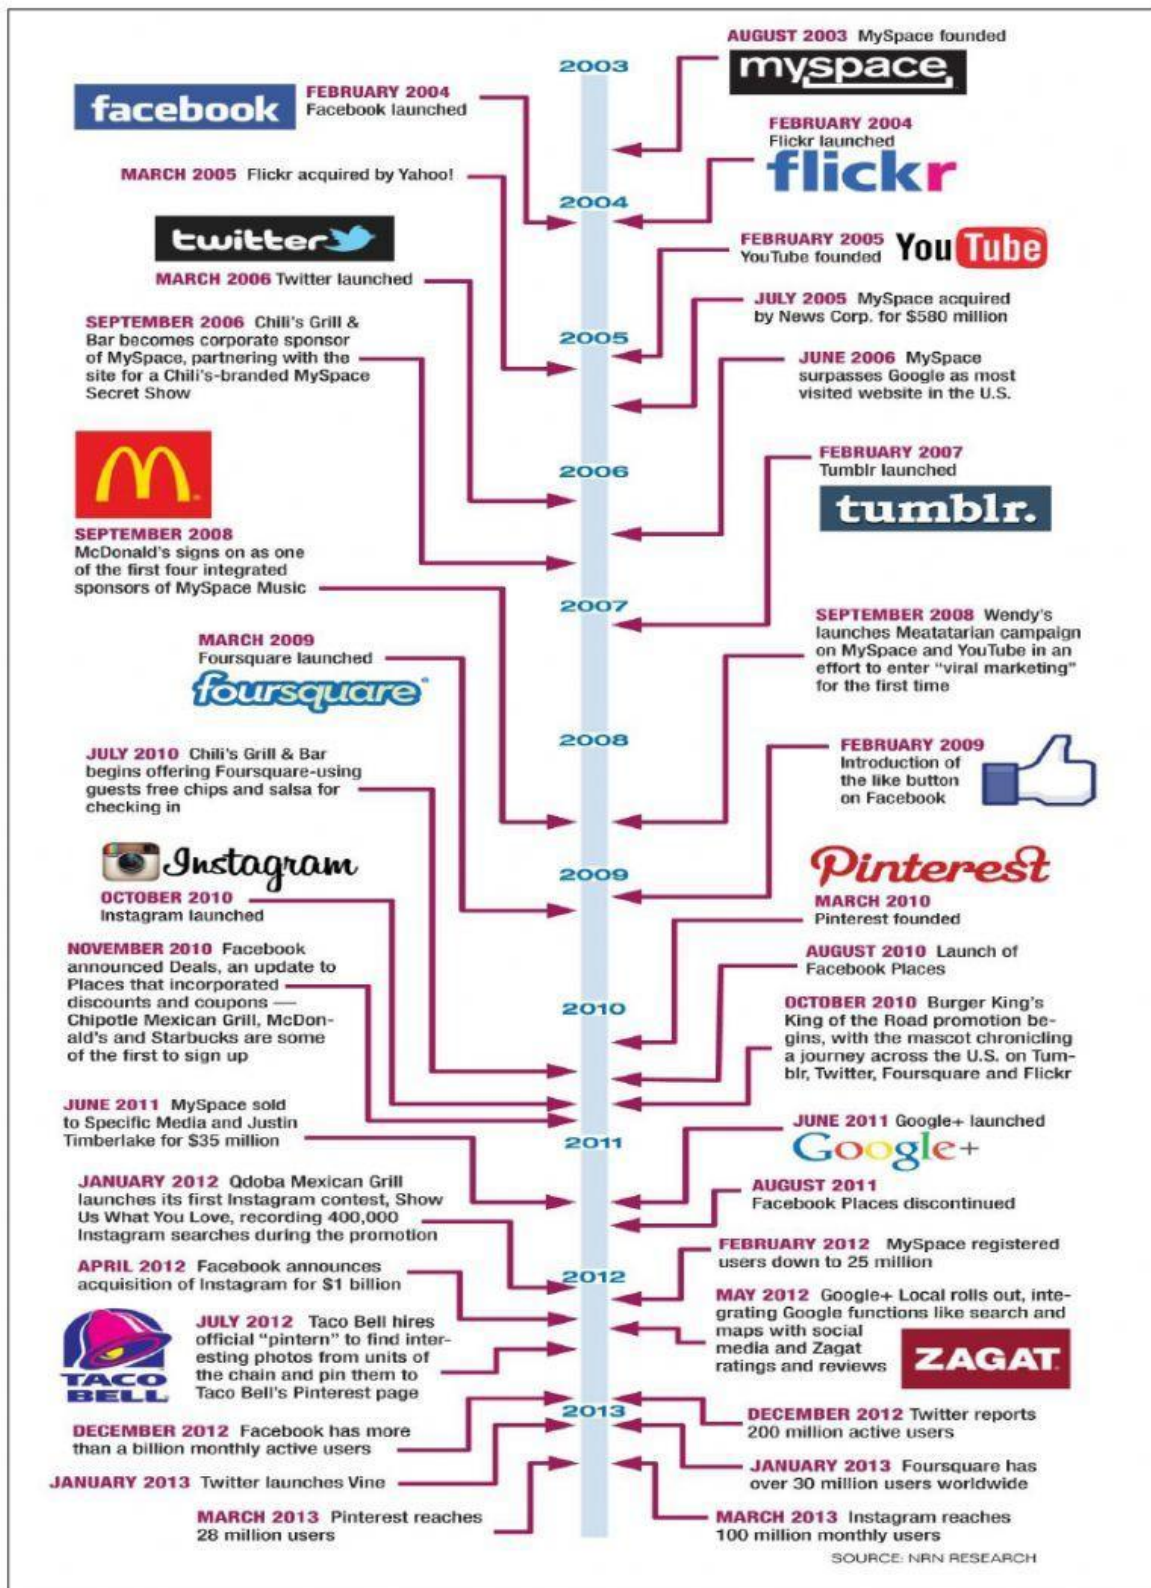 AUGUST 2003 MySpace founded
myspace
2003
facebook
FEBRUARY 2004
Facebook launched
FEBRUARY 2004
Flickr launched
flickr
MARCH 2005 Flickr acquired by Yahoo!
2004
twitter
MARCH 2006 Twitter launched
FEBRUARY 2005
YouTube founded
YouTube
JULY 2005 MySpace acquired
by News Corp. for $580 million
SEPTEMBER 2006 Chili's Grill &
Bar becomes corporate sponsor
of MySpace, partnering with the
site for a Chili's-branded MySpace
Secret Show
2005
JUNE 2006 MySpace
surpasses Google as most
visited website in the U.S.
M
SEPTEMBER 2008
McDonald's signs on as one
of the first four integrated
sponsors of MySpace Music
2006
FEBRUARY 2007
Tumblr launched
tumblr.
2007
MARCH 2009
Foursquare launched
foursquare
SEPTEMBER 2008 Wendy's
launches Meatatarian campaign
on MySpace and YouTube in an
effort to enter “viral marketing”
for the first time
2008
JULY 2010 Chili's Grill & Bar
begins offering Foursquare-using
guests free chips and salsa for
checking in
FEBRUARY 2009
Introduction of
the like button
on Facebook
Instagram
OCTOBER 2010
Instagram launched
2009
Pinterest
MARCH 2010
Pinterest founded
NOVEMBER 2010 Facebook
announced Deals, an update to
Places that incorporated
discounts and coupons —
Chipotle Mexican Grill, McDon-
ald's and Starbucks are some
of the first to sign up
AUGUST 2010 Launch of
Facebook Places
2010
OCTOBER 2010 Burger King's
King of the Road promotion be-
gins, with the mascot chronicling
a journey across the U.S. on Tum-
blr, Twitter, Foursquare and Flickr
JUNE 2011 MySpace sold
to Specific Media and Justin
Timberlake for $35 million
2011
JUNE 2011 Google+ launched
Google+
JANUARY 2012 Qdoba Mexican Grill
launches its first Instagram contest, Show
Us What You Love, recording 400,000
Instagram searches during the promotion
AUGUST 2011
Facebook Places discontinued
APRIL 2012 Facebook announces
acquisition of Instagram for $1 billion
2012
FEBRUARY 2012 MySpace registered
users down to 25 million
TACO
BELL
JULY 2012 Taco Bell hires
official “pintern” to find inter-
esting photos from units of
the chain and pin them to
Taco Bell's Pinterest page
MAY 2012 Google+ Local rolls out, inte-
grating Google functions like search and
maps with social
media and Zagat
ratings and reviews
ZAGAT
2013
DECEMBER 2012 Facebook has more
than a billion monthly active users
DECEMBER 2012 Twitter reports
200 million active users
JANUARY 2013 Twitter launches Vine
JANUARY 2013 Foursquare has
over 30 million users worldwide
MARCH 2013 Pinterest reaches
28 million users
MARCH 2013 Instagram reaches
100 million monthly users
SOURCE: NRN RESEARCH